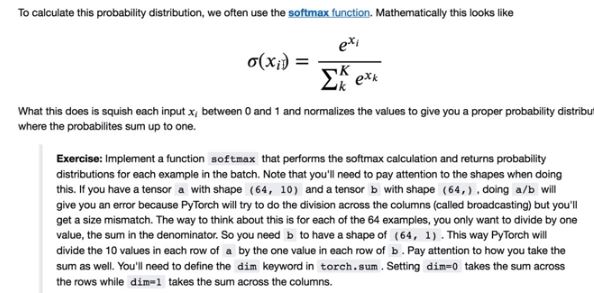 To calculate this probability distribution, we often use the softmax function. Mathematically this looks like
σ(xᵢ) = e^xᵢ / Σₖᴷ e^xₖ
What this does is squish each input xᵢ between 0 and 1 and normalizes the values to give you a proper probability distribu
where the probabilites sum up to one.
Exercise: Implement a function softmax that performs the softmax calculation and returns probability
distributions for each example in the batch. Note that you'll need to pay attention to the shapes when doing
this. If you have a tensor a with shape (64, 10) and a tensor b with shape (64,) , doing a/b will
give you an error because PyTorch will try to do the division across the columns (called broadcasting) but you'll
get a size mismatch. The way to think about this is for each of the 64 examples, you only want to divide by one
value, the sum in the denominator. So you need b to have a shape of (64, 1) . This way PyTorch will
divide the 10 values in each row of a by the one value in each row of b . Pay attention to how you take the
sum as well. You'll need to define the dim keyword in torch.sum . Setting dim=0 takes the sum across
the rows while dim=1 takes the sum across the columns.